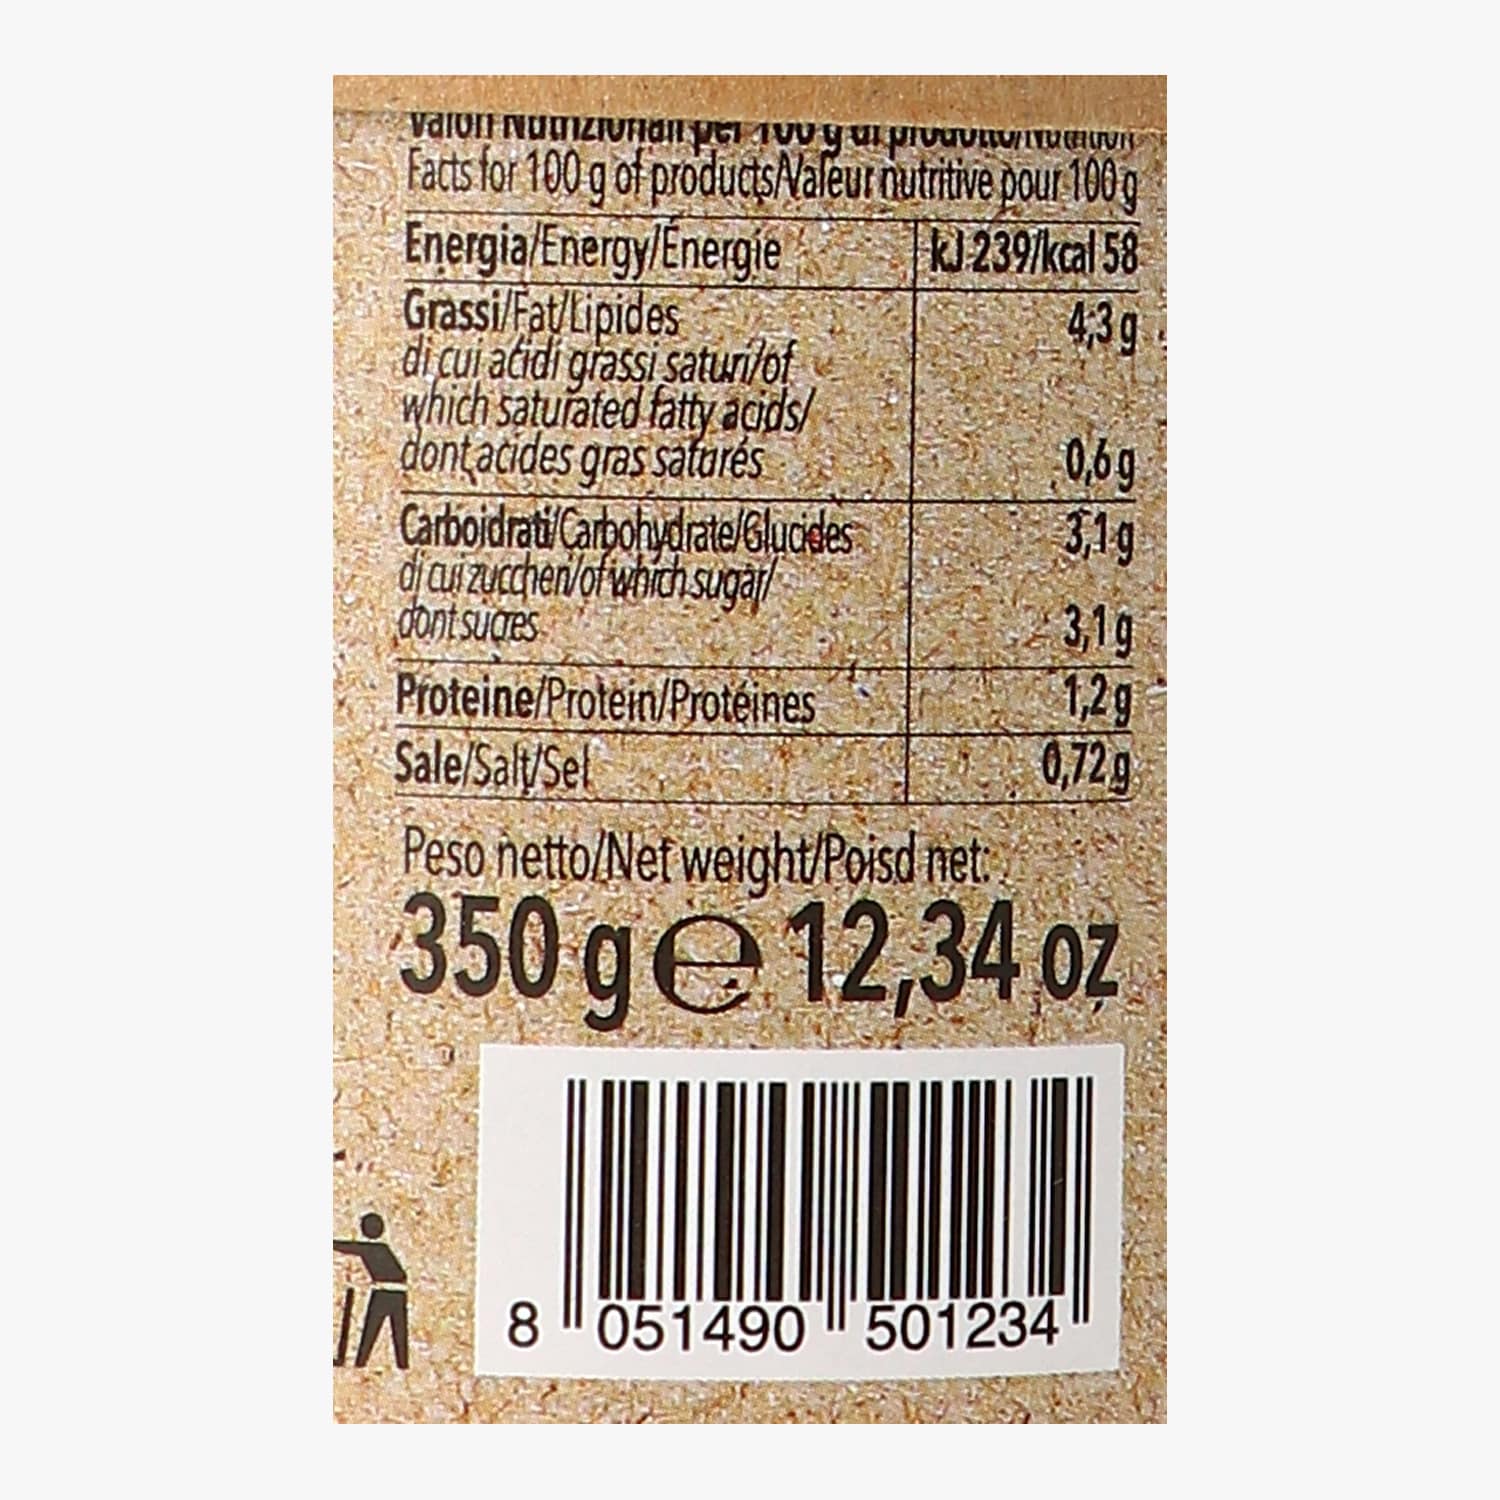 Valori Nutrizionali per 100 g di prodotto/Nutrition
Facts for 100 g of products/Valeur nutritive pour 100 g
Energia/Energy/Énergie kJ 239/kcal 58
Grassi/Fat/Lipides 4,3 g
di cui acidi grassi saturi/of
which saturated fatty acids/
dont acides gras saturés 0,6 g
Carboidrati/Carbohydrate/Glucides 3,1 g
di cui zuccheri/of which sugar/
dont sucres 3,1 g
Proteine/Protein/Protéines 1,2 g
Sale/Salt/Sel 0,72 g
Peso netto/Net weight/Poisd net:
350 g e 12,34 oz
8 051490 501234